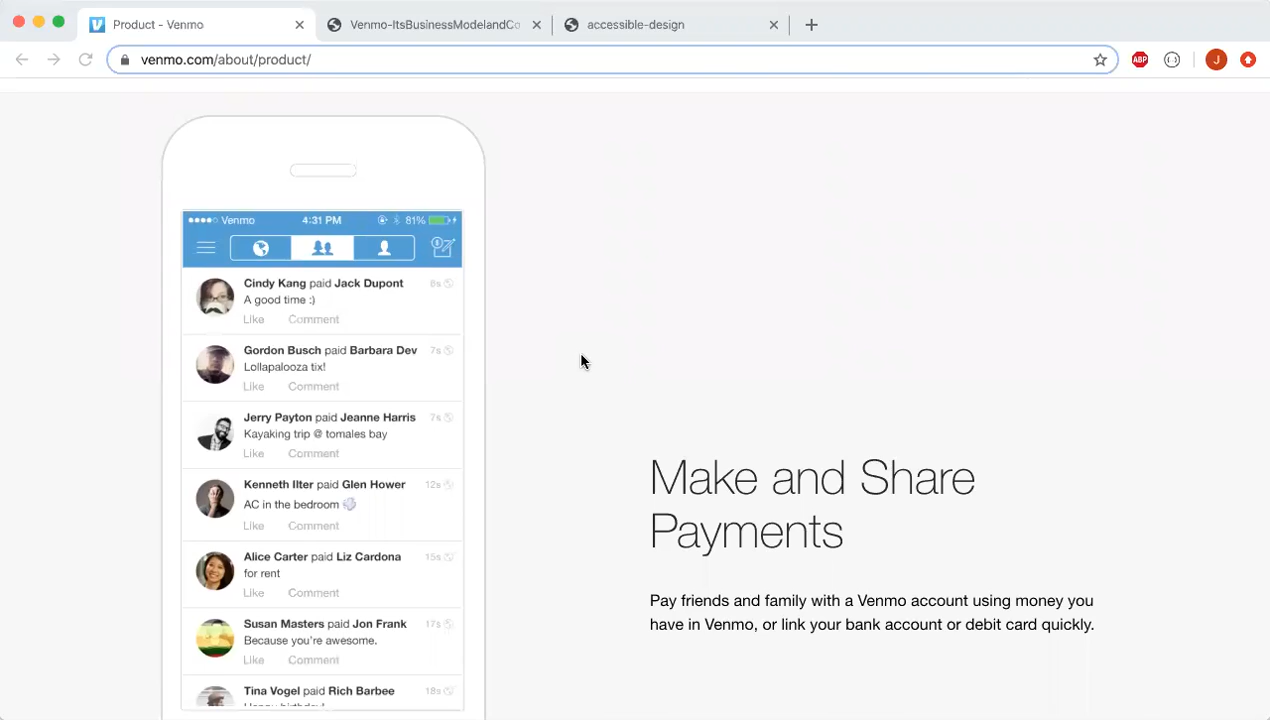 Product - Venmo
Venmo-ItsBusinessModelandCo
accessible-design
venmo.com/about/product/
ABP
J
Venmo 4:31 PM 81%
Cindy Kang paid Jack Dupont 6s
A good time :)
Like Comment
Gordon Busch paid Barbara Dev 7s
Lollapalooza tix!
Like Comment
Jerry Payton paid Jeanne Harris 7s
Kayaking trip @ tomales bay
Like Comment
Kenneth Ilter paid Glen Hower 12s
AC in the bedroom 💨
Like Comment
Alice Carter paid Liz Cardona 15s
for rent
Like Comment
Susan Masters paid Jon Frank 17s
Because you're awesome.
Like Comment
Tina Vogel paid Rich Barbee 18s
Happy birthday!
Make and Share
Payments
Pay friends and family with a Venmo account using money you
have in Venmo, or link your bank account or debit card quickly.